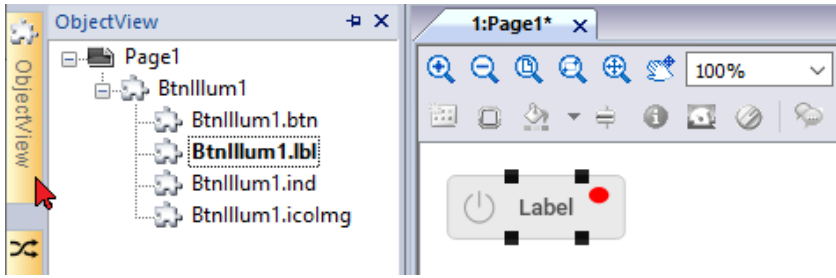 ObjectView
ObjectView
Page1
BtnIllum1
BtnIllum1.btn
BtnIllum1.lbl
BtnIllum1.ind
BtnIllum1.icoImg
1:Page1*
100%
Label